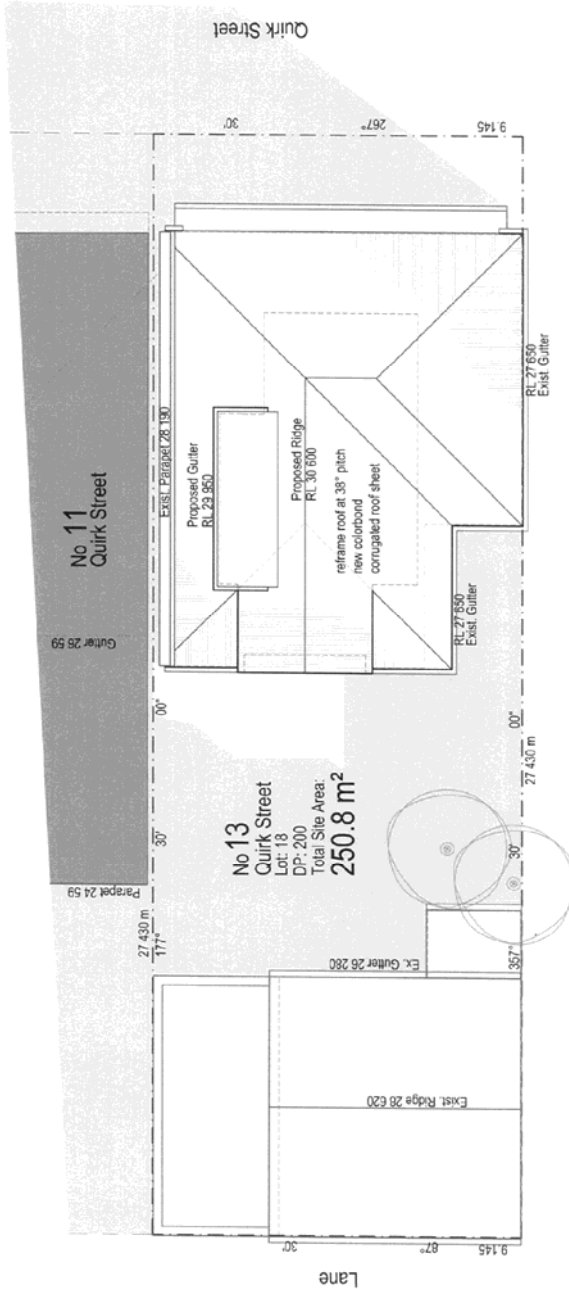 Quirk Street
30'
267°
9.145
No 11
Quirk Street
Gutter 26 59
Parapet 24 59
Exist. Parapet 28 190
Proposed Gutter
RL 29 960
Proposed Ridge
RL 30 600
reframe roof at 38° pitch
new colorbond
corrugated roof sheet
RL 27 650
Exist. Gutter
RL 27 650
Exist. Gutter
27 430 m
177°
30'
00"
No 13
Quirk Street
Lot: 18
DP: 200
Total Site Area:
250.8 m²
357°
30'
27 430 m
00"
Ex. Gutter 26 280
Exist. Ridge 28 620
30'
87°
9.145
Lane